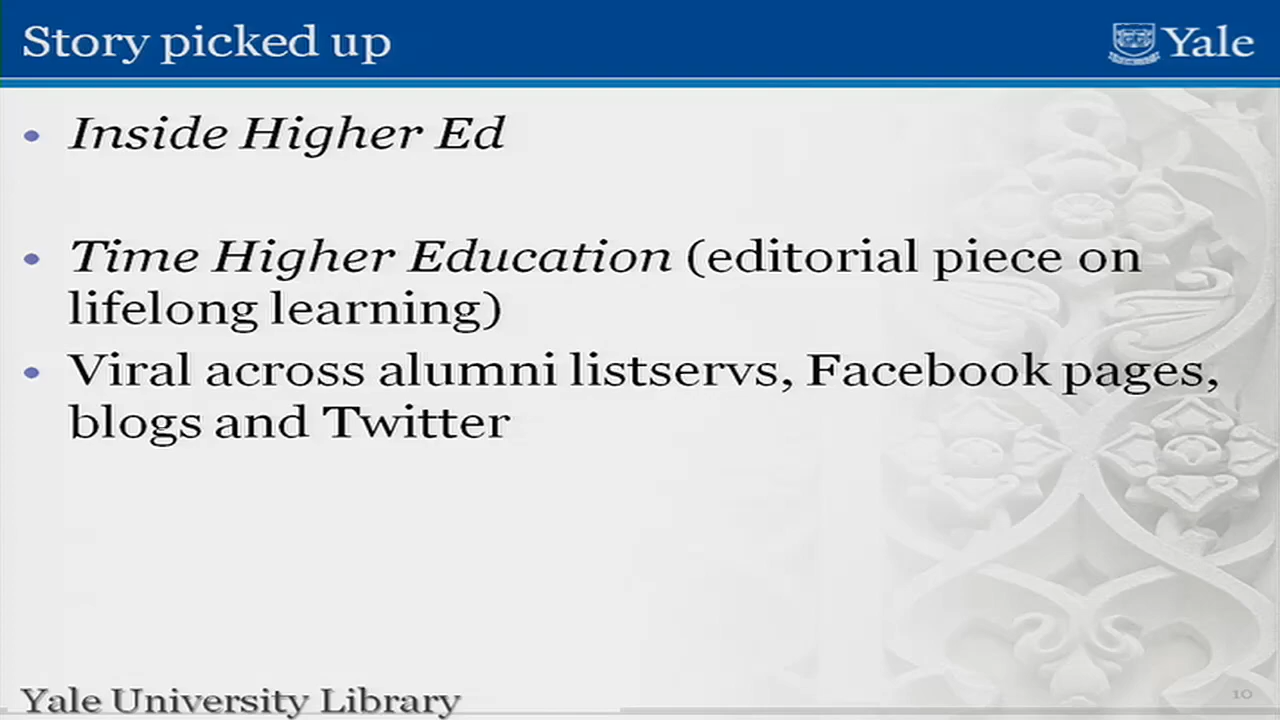 Story picked up
Yale
• Inside Higher Ed
• Time Higher Education (editorial piece on
lifelong learning)
• Viral across alumni listservs, Facebook pages,
blogs and Twitter
Yale University Library
10